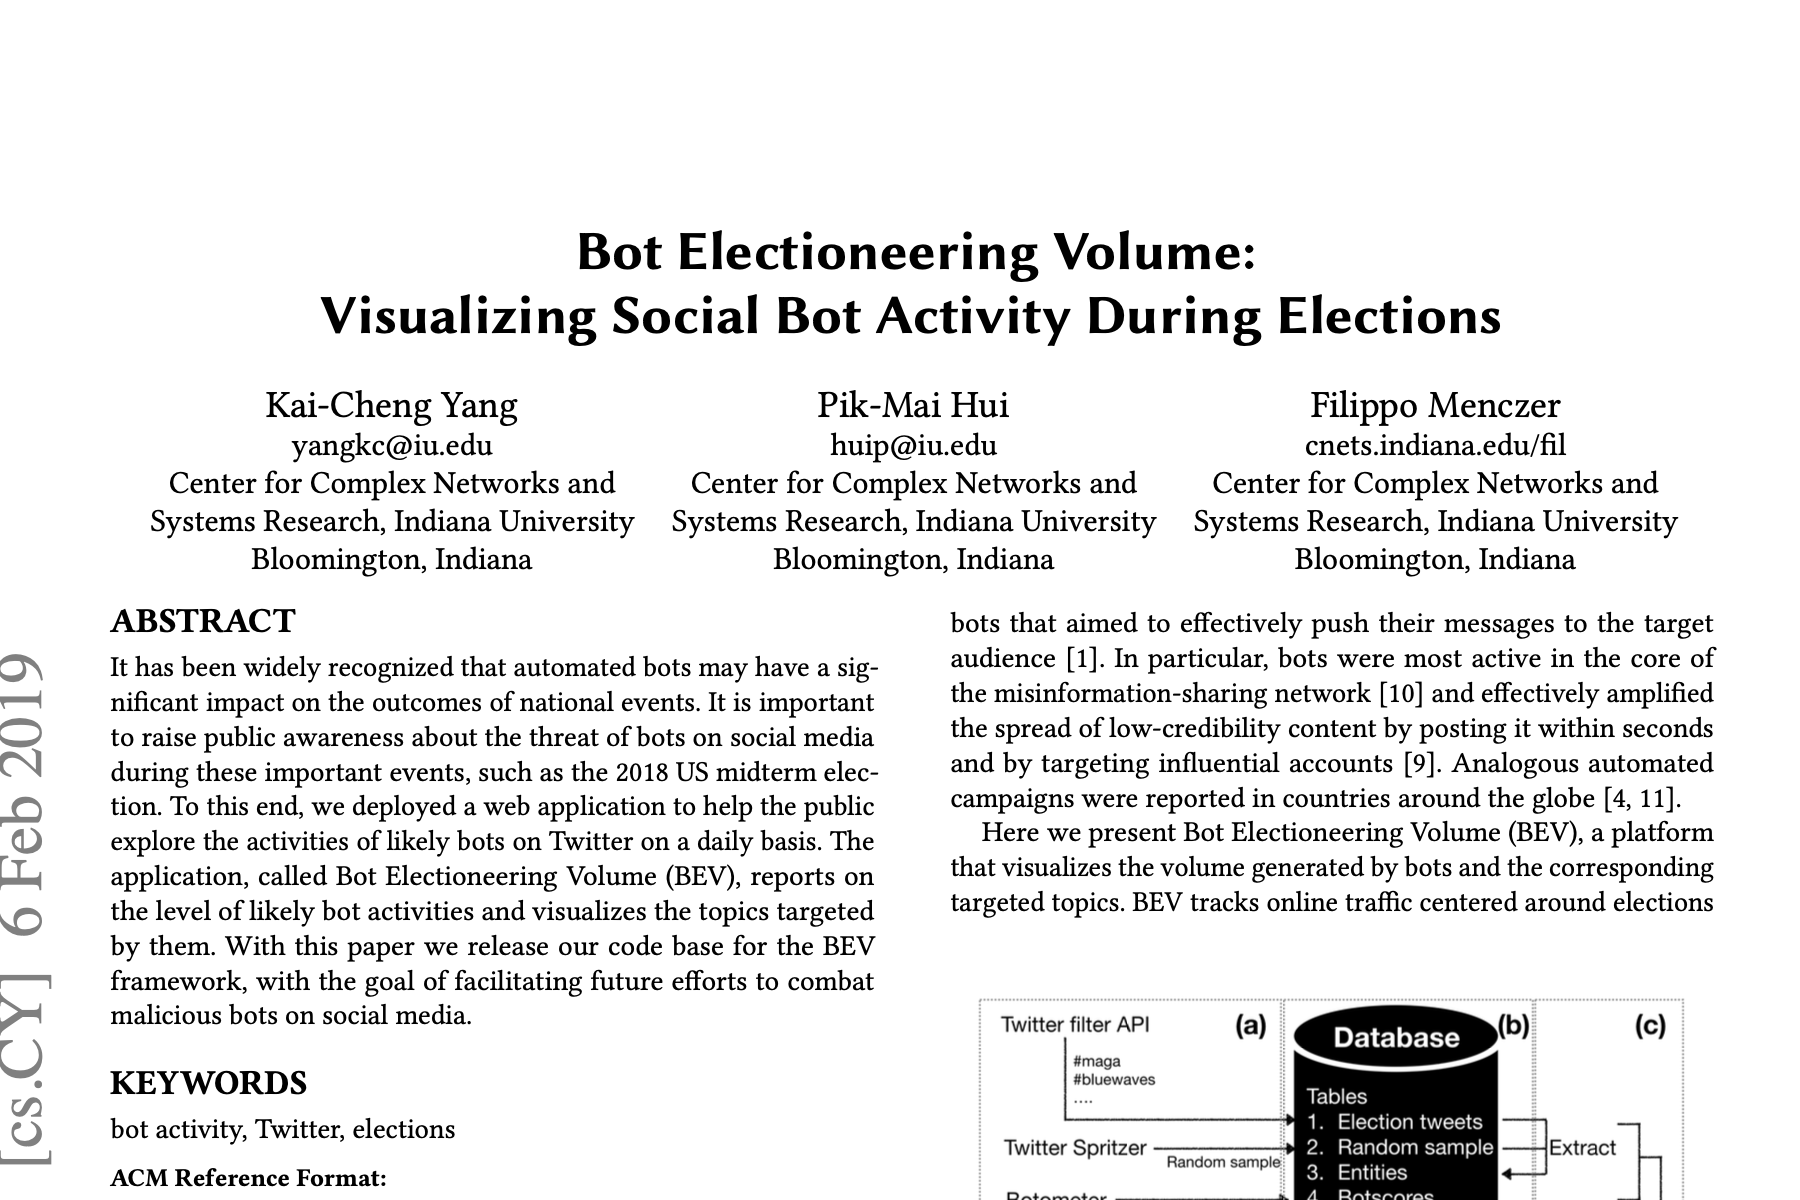 Bot Electioneering Volume:
Visualizing Social Bot Activity During Elections
Kai-Cheng Yang
yangkc@iu.edu
Center for Complex Networks and
Systems Research, Indiana University
Bloomington, Indiana
Pik-Mai Hui
huip@iu.edu
Center for Complex Networks and
Systems Research, Indiana University
Bloomington, Indiana
Filippo Menczer
cnets.indiana.edu/fil
Center for Complex Networks and
Systems Research, Indiana University
Bloomington, Indiana
[cs.CY] 6 Feb 2019
ABSTRACT
It has been widely recognized that automated bots may have a sig-
nificant impact on the outcomes of national events. It is important
to raise public awareness about the threat of bots on social media
during these important events, such as the 2018 US midterm elec-
tion. To this end, we deployed a web application to help the public
explore the activities of likely bots on Twitter on a daily basis. The
application, called Bot Electioneering Volume (BEV), reports on
the level of likely bot activities and visualizes the topics targeted
by them. With this paper we release our code base for the BEV
framework, with the goal of facilitating future efforts to combat
malicious bots on social media.
KEYWORDS
bot activity, Twitter, elections
ACM Reference Format:
bots that aimed to effectively push their messages to the target
audience [1]. In particular, bots were most active in the core of
the misinformation-sharing network [10] and effectively amplified
the spread of low-credibility content by posting it within seconds
and by targeting influential accounts [9]. Analogous automated
campaigns were reported in countries around the globe [4, 11].
Here we present Bot Electioneering Volume (BEV), a platform
that visualizes the volume generated by bots and the corresponding
targeted topics. BEV tracks online traffic centered around elections
Twitter filter API
(a)
#maga
#bluewaves
....
Twitter Spritzer
Random sample
Botometer
Database
(b)
Tables
1. Election tweets
2. Random sample
3. Entities
4. Botscores
(c)
Extract